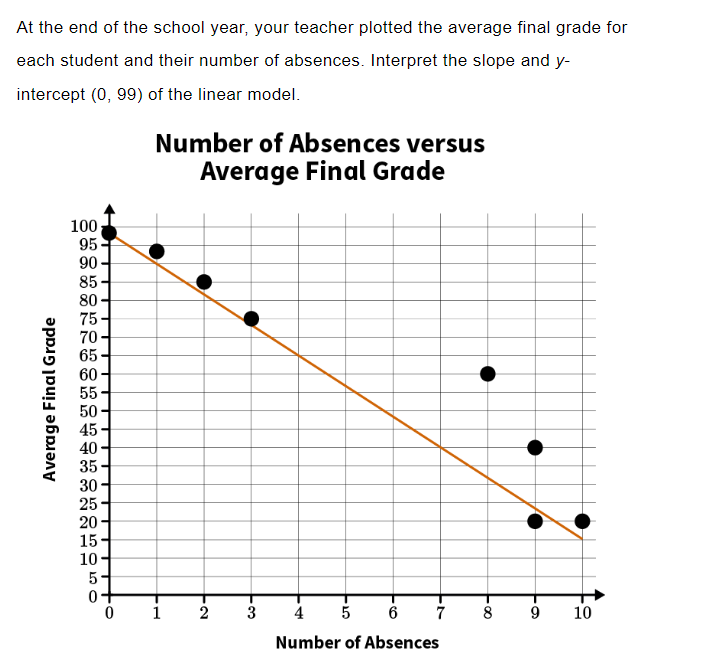 At the end of the school year, your teacher plotted the average final grade for
each student and their number of absences. Interpret the slope and y-
intercept (0, 99) of the linear model.
Number of Absences versus
Average Final Grade
Average Final Grade
100
95
90
85
80
75
70
65
60
55
50
45
40
35
30
25
20
15
10
5
0
0 1 2 3 4 5 6 7 8 9 10
Number of Absences